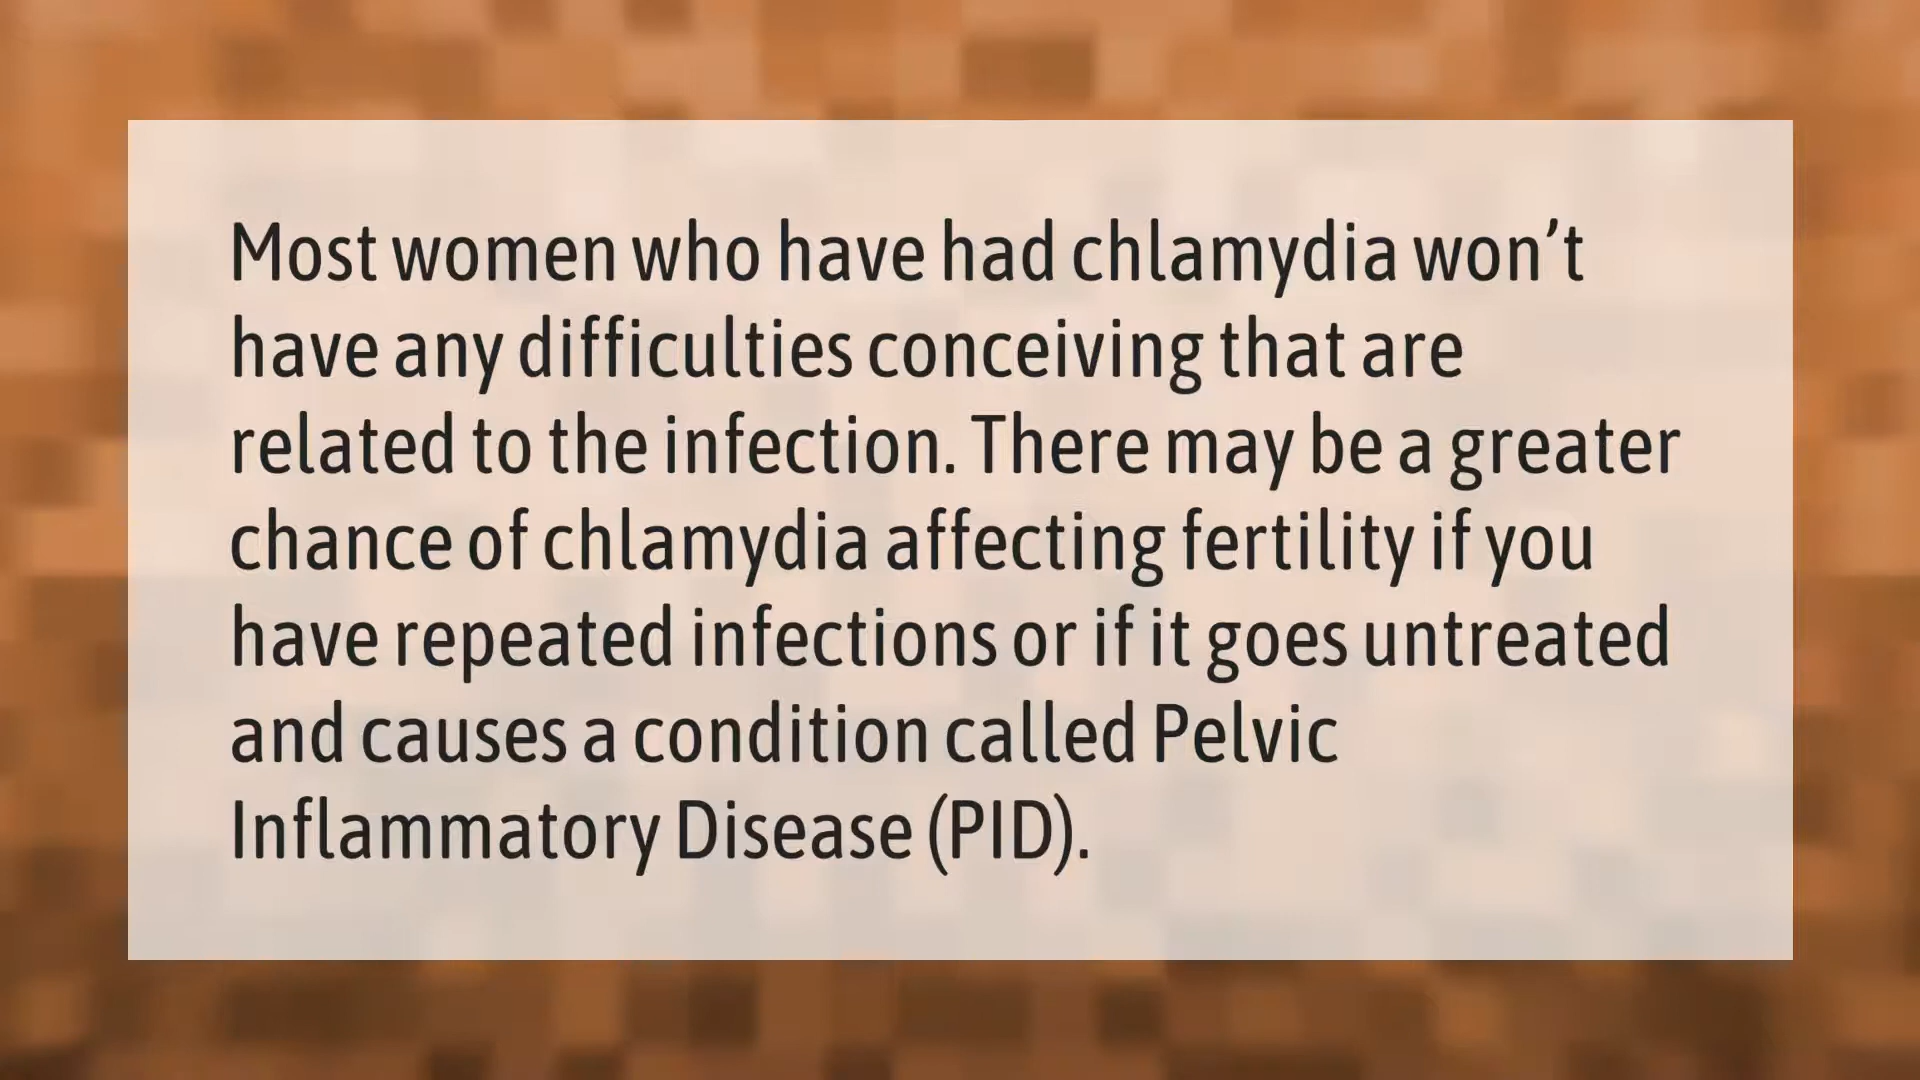 Most women who have had chlamydia won’t
have any difficulties conceiving that are
related to the infection. There may be a greater
chance of chlamydia affecting fertility if you
have repeated infections or if it goes untreated
and causes a condition called Pelvic
Inflammatory Disease (PID).